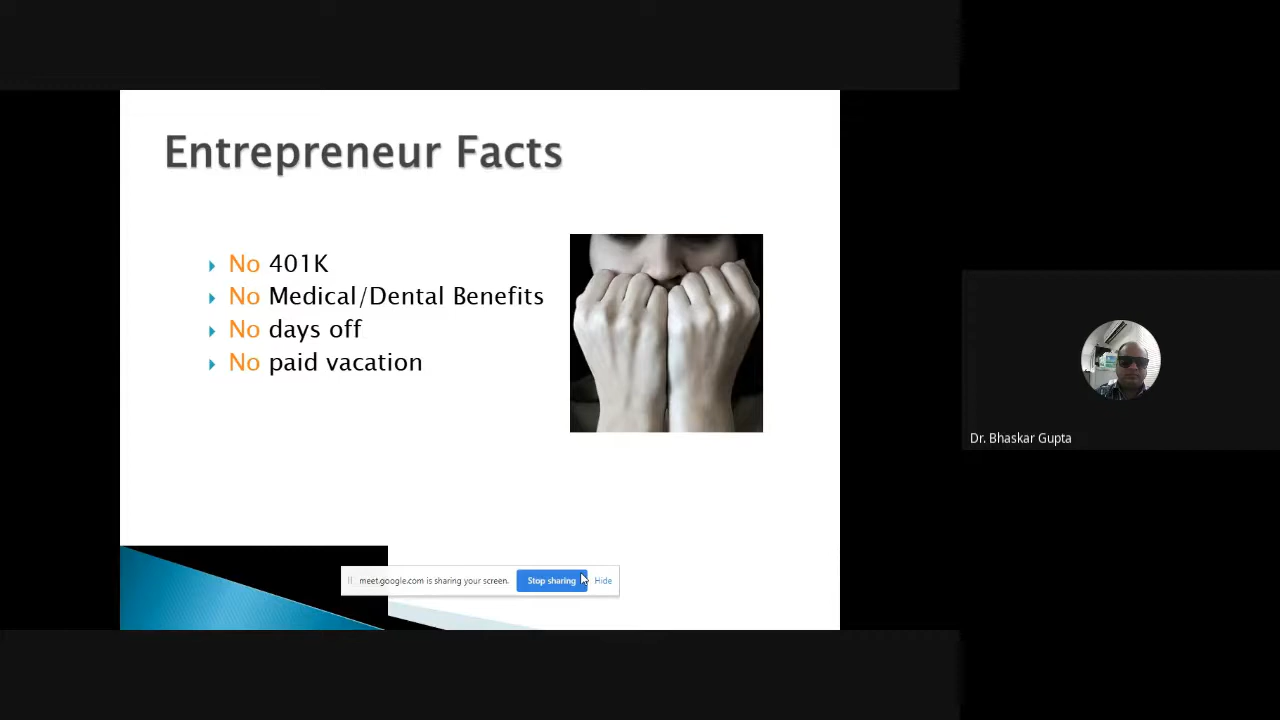 Entrepreneur Facts
No 401K
No Medical/Dental Benefits
No days off
No paid vacation
Dr. Bhaskar Gupta
meet.google.com is sharing your screen. Stop sharing Hide